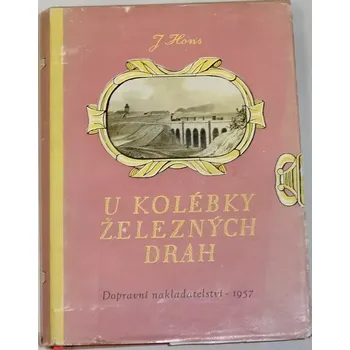 J. Hons
U KOLÉBKY
ŽELEZNÝCH
DRAH
Dopravní nakladatelství - 1957